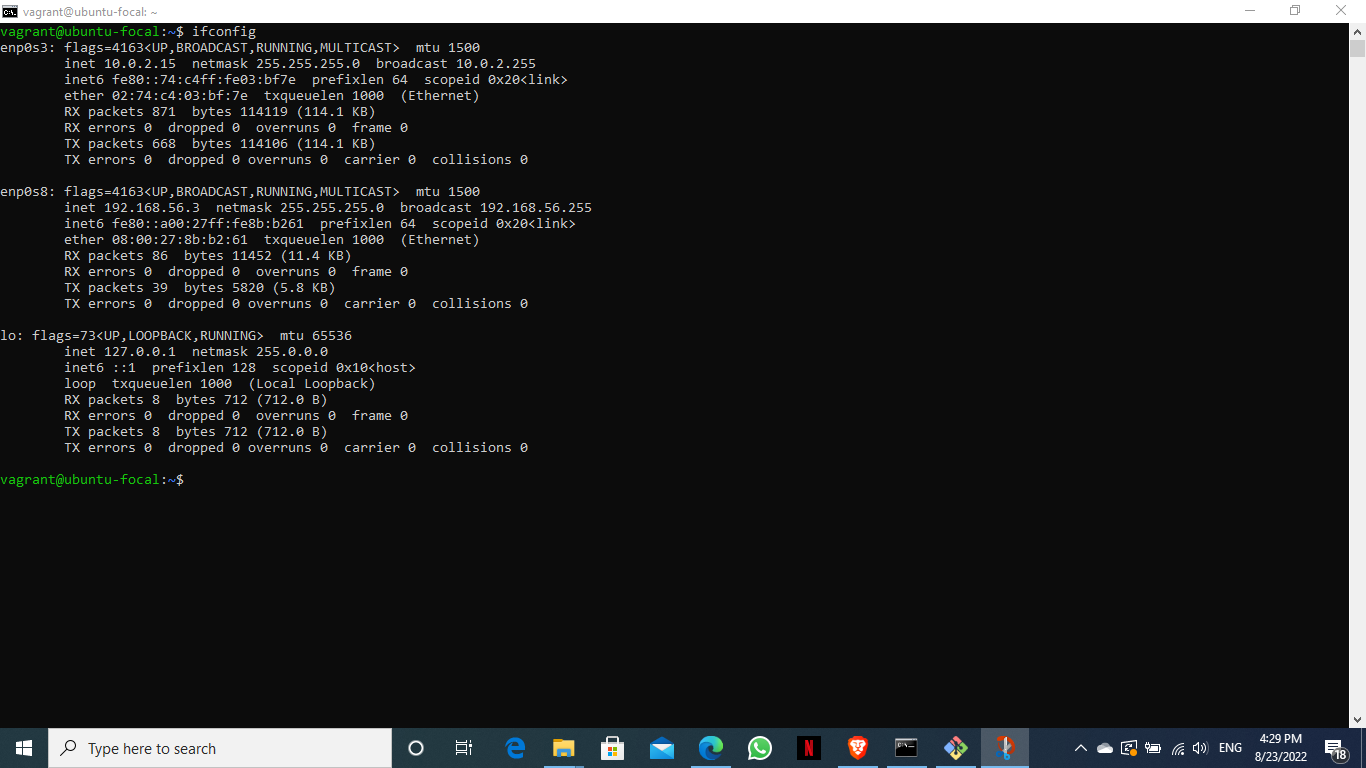 vagrant@ubuntu-focal: ~
vagrant@ubuntu-focal:~$ ifconfig
enp0s3: flags=4163<UP,BROADCAST,RUNNING,MULTICAST>  mtu 1500
        inet 10.0.2.15  netmask 255.255.255.0  broadcast 10.0.2.255
        inet6 fe80::74:c4ff:fe03:bf7e  prefixlen 64  scopeid 0x20<link>
        ether 02:74:c4:03:bf:7e  txqueuelen 1000  (Ethernet)
        RX packets 871  bytes 114119 (114.1 KB)
        RX errors 0  dropped 0  overruns 0  frame 0
        TX packets 668  bytes 114106 (114.1 KB)
        TX errors 0  dropped 0 overruns 0  carrier 0  collisions 0

enp0s8: flags=4163<UP,BROADCAST,RUNNING,MULTICAST>  mtu 1500
        inet 192.168.56.3  netmask 255.255.255.0  broadcast 192.168.56.255
        inet6 fe80::a00:27ff:fe8b:b261  prefixlen 64  scopeid 0x20<link>
        ether 08:00:27:8b:b2:61  txqueuelen 1000  (Ethernet)
        RX packets 86  bytes 11452 (11.4 KB)
        RX errors 0  dropped 0  overruns 0  frame 0
        TX packets 39  bytes 5820 (5.8 KB)
        TX errors 0  dropped 0 overruns 0  carrier 0  collisions 0

lo: flags=73<UP,LOOPBACK,RUNNING>  mtu 65536
        inet 127.0.0.1  netmask 255.0.0.0
        inet6 ::1  prefixlen 128  scopeid 0x10<host>
        loop  txqueuelen 1000  (Local Loopback)
        RX packets 8  bytes 712 (712.0 B)
        RX errors 0  dropped 0  overruns 0  frame 0
        TX packets 8  bytes 712 (712.0 B)
        TX errors 0  dropped 0 overruns 0  carrier 0  collisions 0

vagrant@ubuntu-focal:~$
Type here to search
ENG
4:29 PM
8/23/2022
18